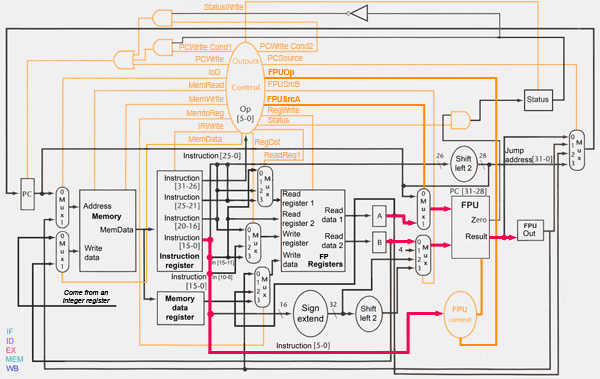 StatusWrite
PCWrite Cond1
PCWrite Cond2
PCWrite
PCSource
IoD
FPUOp
MemRead
FPUSrcB
MemWrite
FPUSrcA
MemtoReg
RegWrite
IRWrite
Status
MemData
RegDst
ReadReg1
Outputs
Control
Op
[5-0]
Status
Instruction [25-0]
26
Shift
left 2
28
Jump
address[31-0]
PC [31-28]
PC
0
M
u
x
1
0
M
u
x
1
Address
Memory
MemData
Write
data
Instruction
[31-26]
Instruction
[25-21]
Instruction
[20-16]
Instruction
[15-0]
Instruction
register
Instruction
[15-0]
Memory
data
register
In [15-11]
In [10-6]
0
1
2
3
M
u
x
0
1
2
3
M
u
x
0
1
2
3
M
u
x
Read
register 1
Read
register 2
Write
register
Write
data
Read
data 1
Read
data 2
FP
Registers
A
B
4
0
1
2
3
M
u
x
0
1
2
3
M
u
x
FPU
Zero
Result
FPU
Out
0
1
2
3
M
u
x
16
Sign
extend
32
Shift
left 2
FPU
control
Instruction [5-0]
Come from an
Integer register
IF
ID
EX
MEM
WB